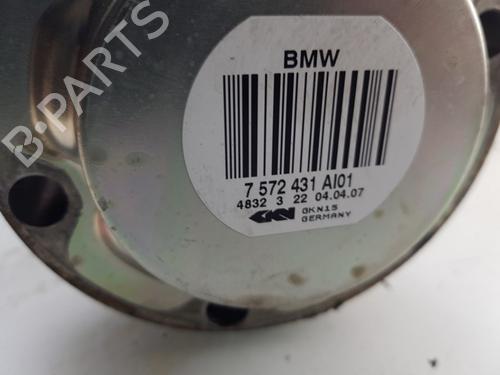 BMW
7 572 431 AI01
4832 3 22 04.04.07
GKN
GKN15
GERMANY
B-PARTS